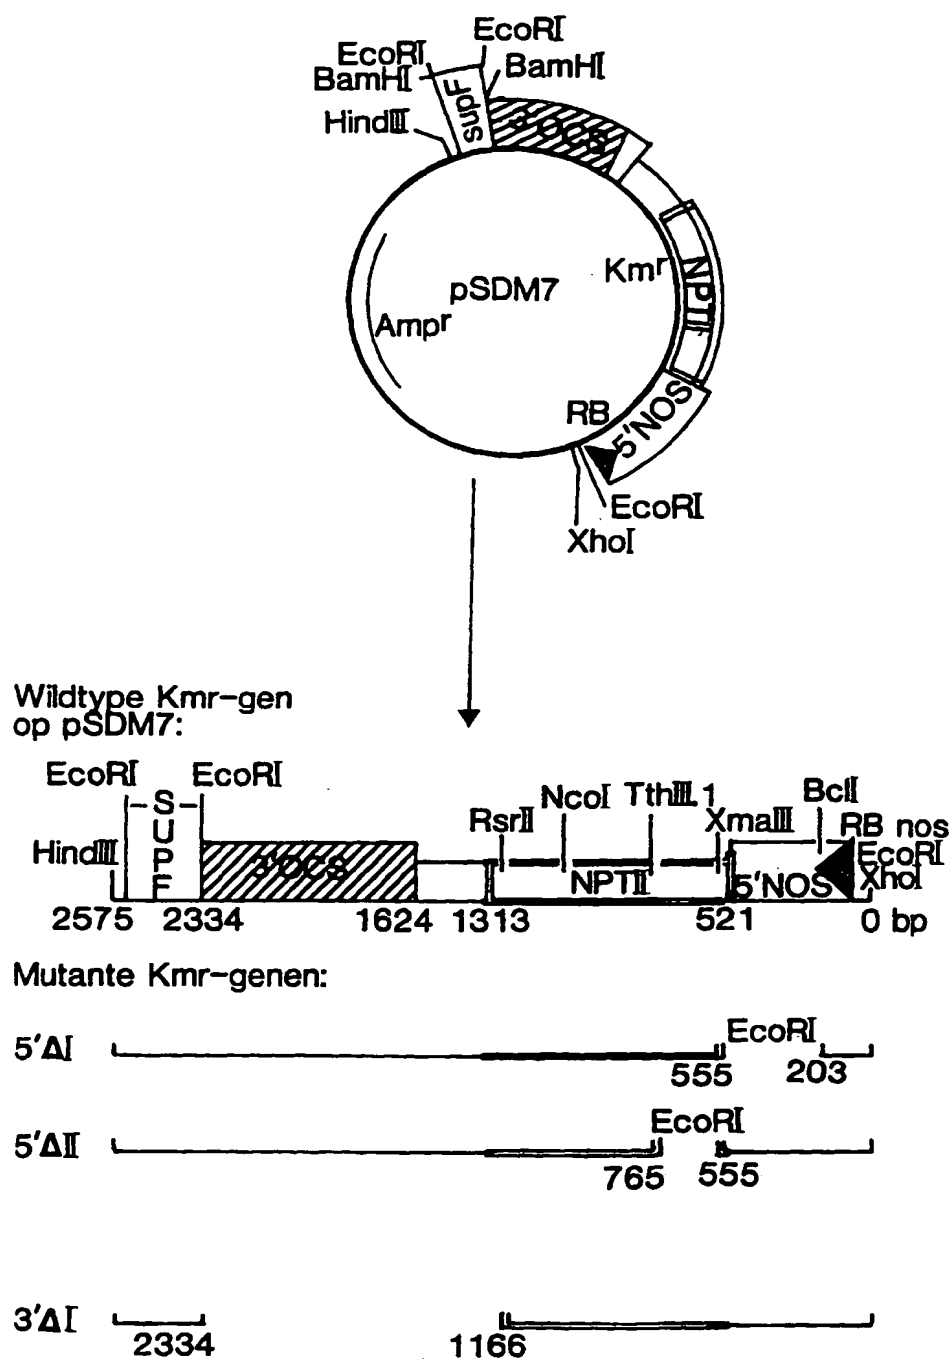 EcoRI
EcoRI
BamHI
BamHI
HindIII
supF
3'OCS
Kmr
pSDM7
NPTII
Ampr
RB
5'NOS
EcoRI
XhoI
Wildtype Kmr-gen
op pSDM7:
EcoRI
SUPF
EcoRI
RsrII
NcoI
TthIII.1
XmaIII
BclI
RB nos
EcoRI
XhoI
HindIII
3'OCS
NPTII
5'NOS
2575
2334
1624
1313
521
0 bp
Mutante Kmr-genen:
5'ΔI
EcoRI
555
203
5'ΔII
EcoRI
765
555
3'ΔI
2334
1166